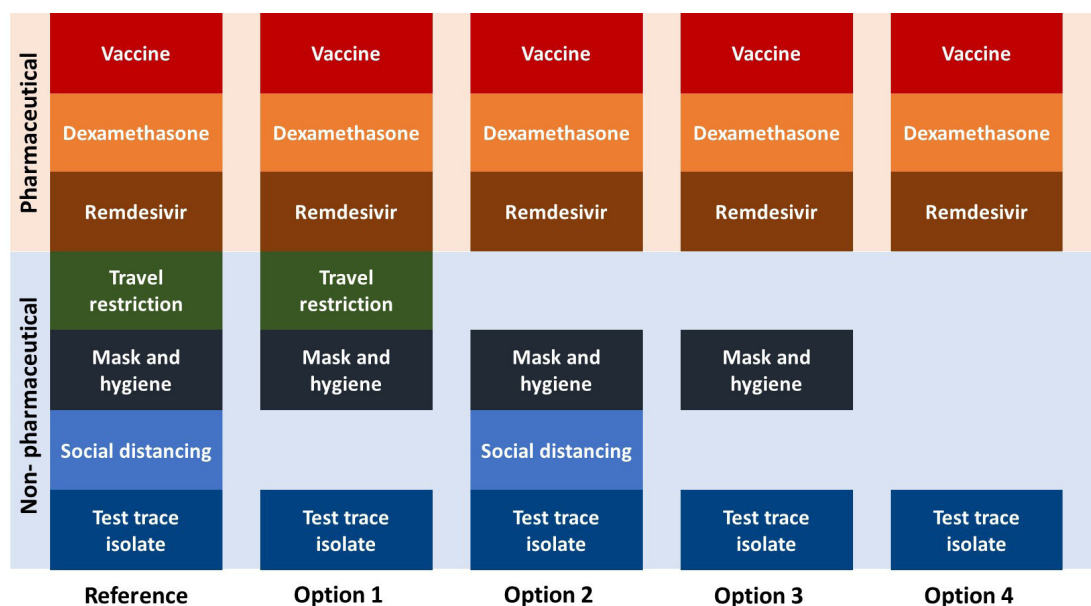 Pharmaceutical
Vaccine
Vaccine
Vaccine
Vaccine
Vaccine
Dexamethasone
Dexamethasone
Dexamethasone
Dexamethasone
Dexamethasone
Remdesivir
Remdesivir
Remdesivir
Remdesivir
Remdesivir
Non- pharmaceutical
Travel
restriction
Travel
restriction
Mask and
hygiene
Mask and
hygiene
Mask and
hygiene
Mask and
hygiene
Social distancing
Social distancing
Test trace
isolate
Test trace
isolate
Test trace
isolate
Test trace
isolate
Test trace
isolate
Reference
Option 1
Option 2
Option 3
Option 4